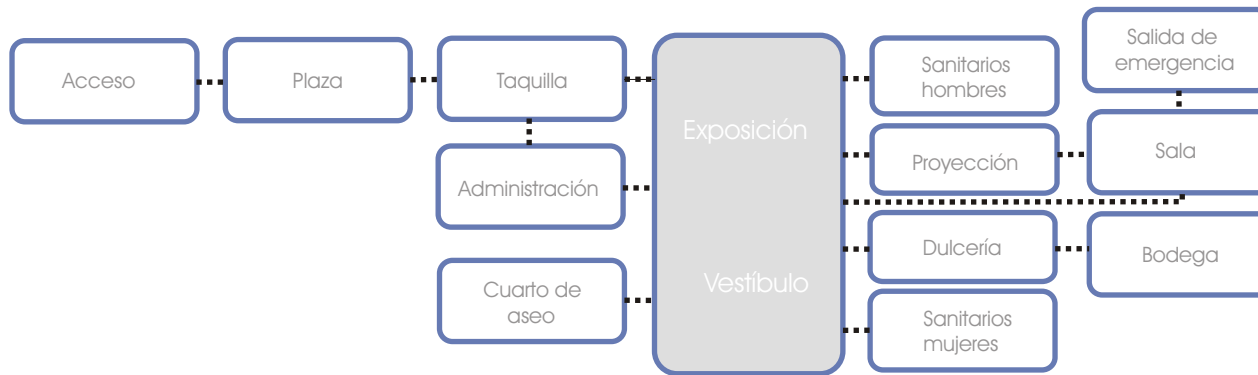 Acceso
Plaza
Taquilla
Administración
Cuarto de
aseo
Exposición
Vestíbulo
Sanitarios
hombres
Proyección
Dulcería
Sanitarios
mujeres
Salida de
emergencia
Sala
Bodega